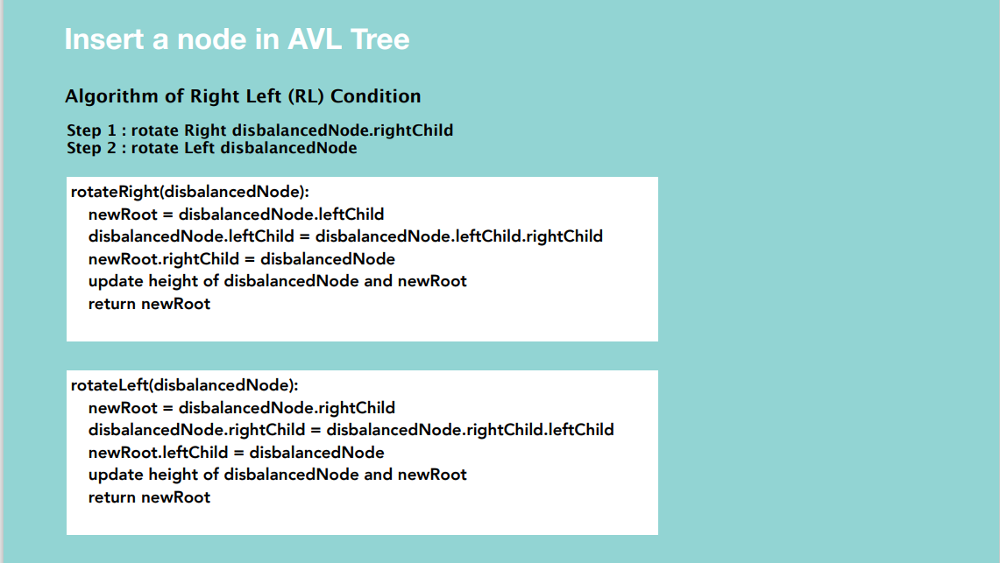 Insert a node in AVL Tree
Algorithm of Right Left (RL) Condition
Step 1 : rotate Right disbalancedNode.rightChild
Step 2 : rotate Left disbalancedNode
rotateRight(disbalancedNode):
newRoot = disbalancedNode.leftChild
disbalancedNode.leftChild = disbalancedNode.leftChild.rightChild
newRoot.rightChild = disbalancedNode
update height of disbalancedNode and newRoot
return newRoot
rotateLeft(disbalancedNode):
newRoot = disbalancedNode.rightChild
disbalancedNode.rightChild = disbalancedNode.rightChild.leftChild
newRoot.leftChild = disbalancedNode
update height of disbalancedNode and newRoot
return newRoot